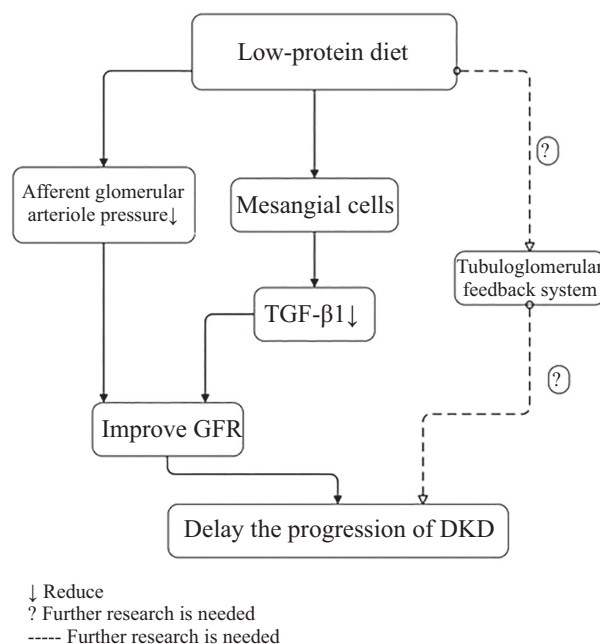 Low-protein diet
?
Afferent glomerular
arteriole pressure↓
Mesangial cells
Tubuloglomerular
feedback system
TGF-β1↓
?
Improve GFR
Delay the progression of DKD
↓ Reduce
? Further research is needed
----- Further research is needed